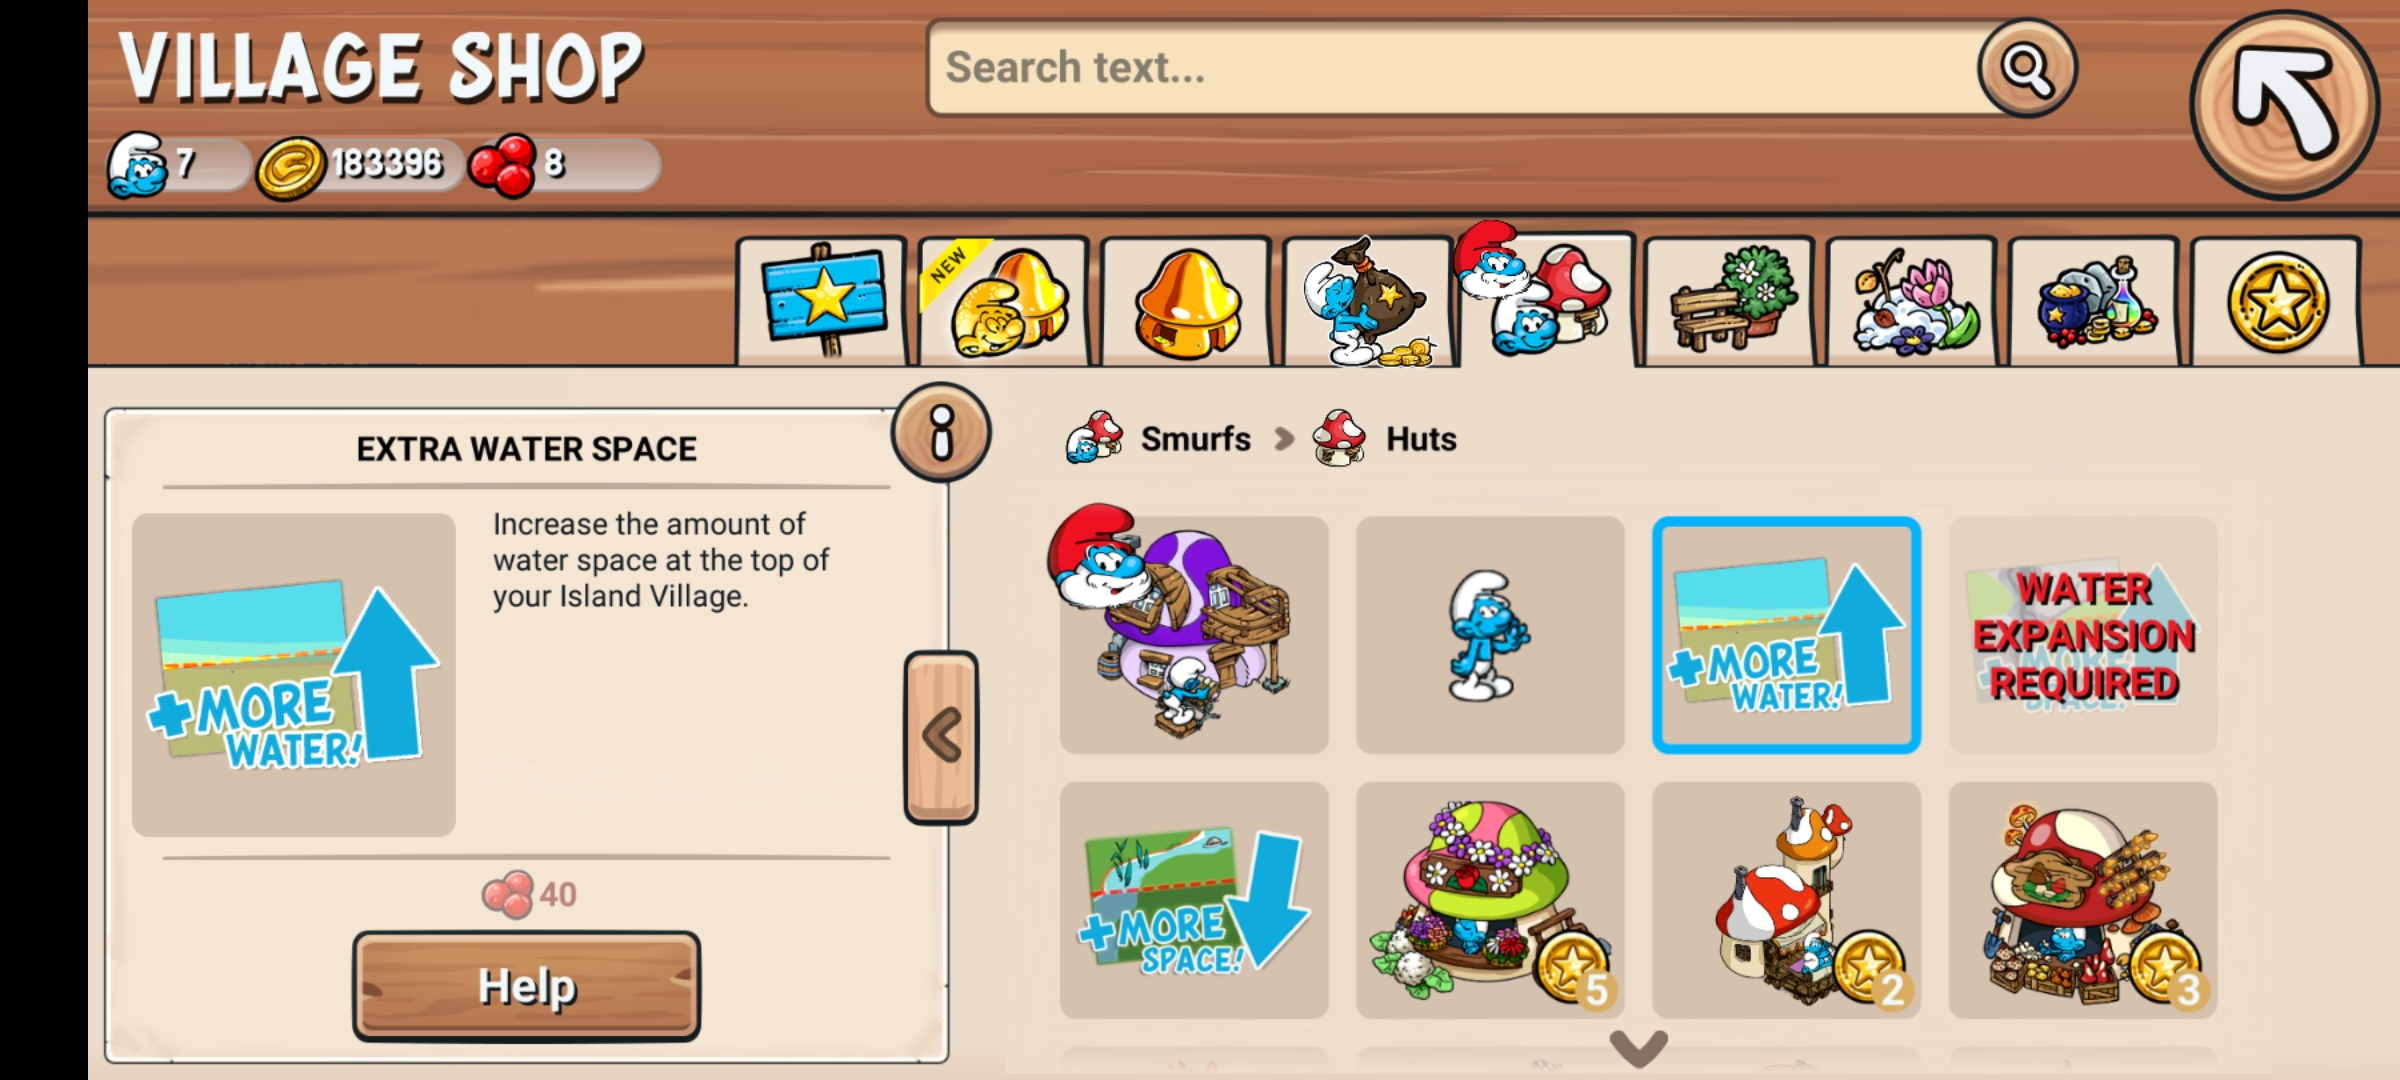 VILLAGE SHOP
Search text...
7
183396
8
NEW
EXTRA WATER SPACE
Increase the amount of
water space at the top of
your Island Village.
+MORE
WATER!
40
Help
Smurfs
Huts
+MORE
WATER!
WATER
EXPANSION
REQUIRED
+MORE
SPACE!
5
2
3